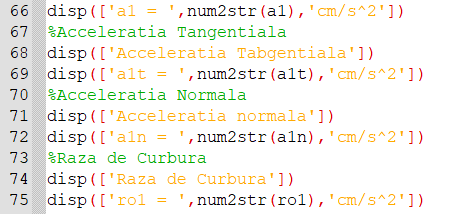 66 disp(['a1 = ',num2str(a1),'cm/s^2'])
67 %Acceleratia Tangentiala
68 disp(['Acceleratia Tabgentiala'])
69 disp(['a1t = ',num2str(a1t),'cm/s^2'])
70 %Acceleratia Normala
71 disp(['Acceleratia normala'])
72 disp(['a1n = ',num2str(a1n),'cm/s^2'])
73 %Raza de Curbura
74 disp(['Raza de Curbura'])
75 disp(['ro1 = ',num2str(ro1),'cm/s^2'])